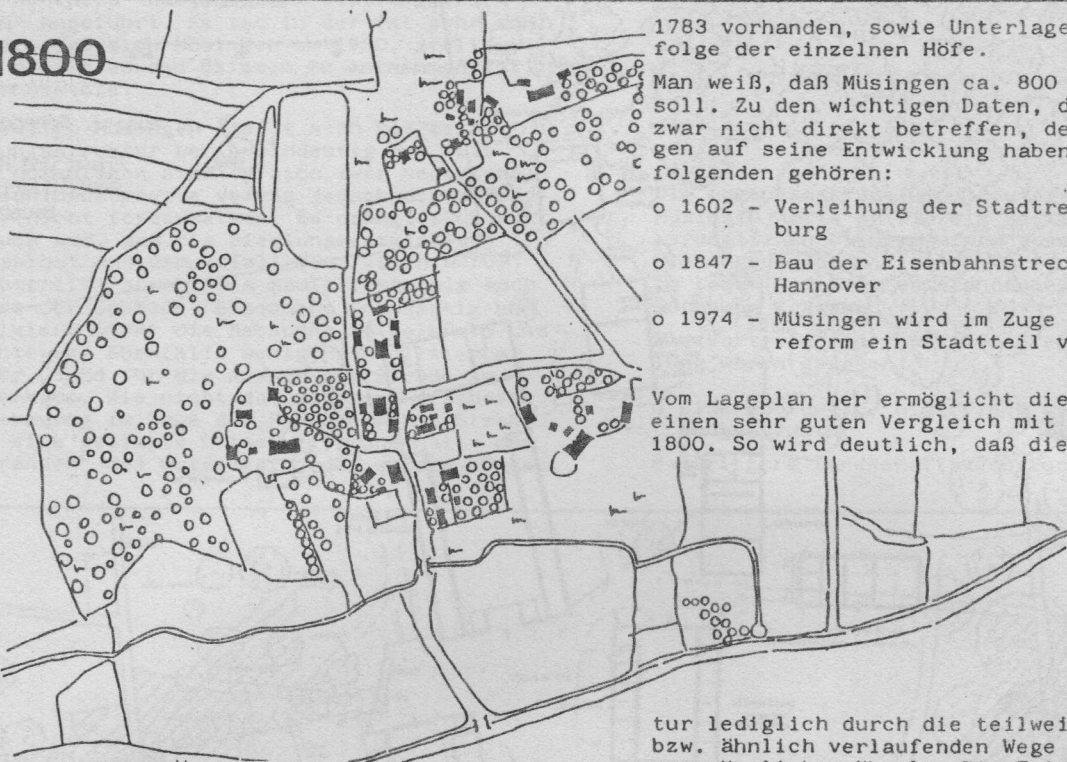 1800
1783 vorhanden, sowie Unterlage
folge der einzelnen Höfe.
Man weiß, daß Müsingen ca. 800
soll. Zu den wichtigen Daten, d
zwar nicht direkt betreffen, de
gen auf seine Entwicklung haben
folgenden gehören:
o 1602 - Verleihung der Stadtre
burg
o 1847 - Bau der Eisenbahnstrec
Hannover
o 1974 - Müsingen wird im Zuge
reform ein Stadtteil v
Vom Lageplan her ermöglicht die
einen sehr guten Vergleich mit
1800. So wird deutlich, daß die
tur lediglich durch die teilwei
bzw. ähnlich verlaufenden Wege